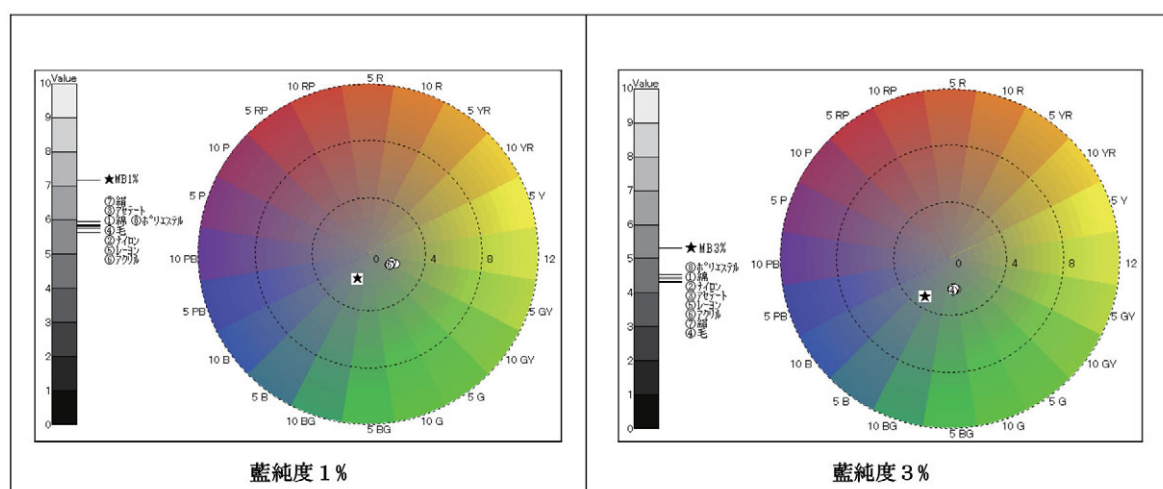 Value
10
9
8
7
6
5
4
3
2
1
0
★MB1%
⑦絹
③アセテート
①綿 ⑧ポリエステル
④毛
②ナイロン
⑤レーヨン
⑥アクリル
5 R
10 R
5 YR
10 YR
5 Y
10 Y
5 GY
10 GY
5 G
10 G
5 BG
10 BG
5 B
10 B
5 PB
10 PB
5 P
10 P
5 RP
10 RP
0
4
8
12
藍純度1%
Value
10
9
8
7
6
5
4
3
2
1
0
★MB3%
⑧ポリエステル
①綿
②ナイロン
③アセテート
⑤レーヨン
⑥アクリル
⑦絹
④毛
5 R
10 R
5 YR
10 YR
5 Y
10 Y
5 GY
10 GY
5 G
10 G
5 BG
10 BG
5 B
10 B
5 PB
10 PB
5 P
10 P
5 RP
10 RP
0
4
8
12
藍純度3%